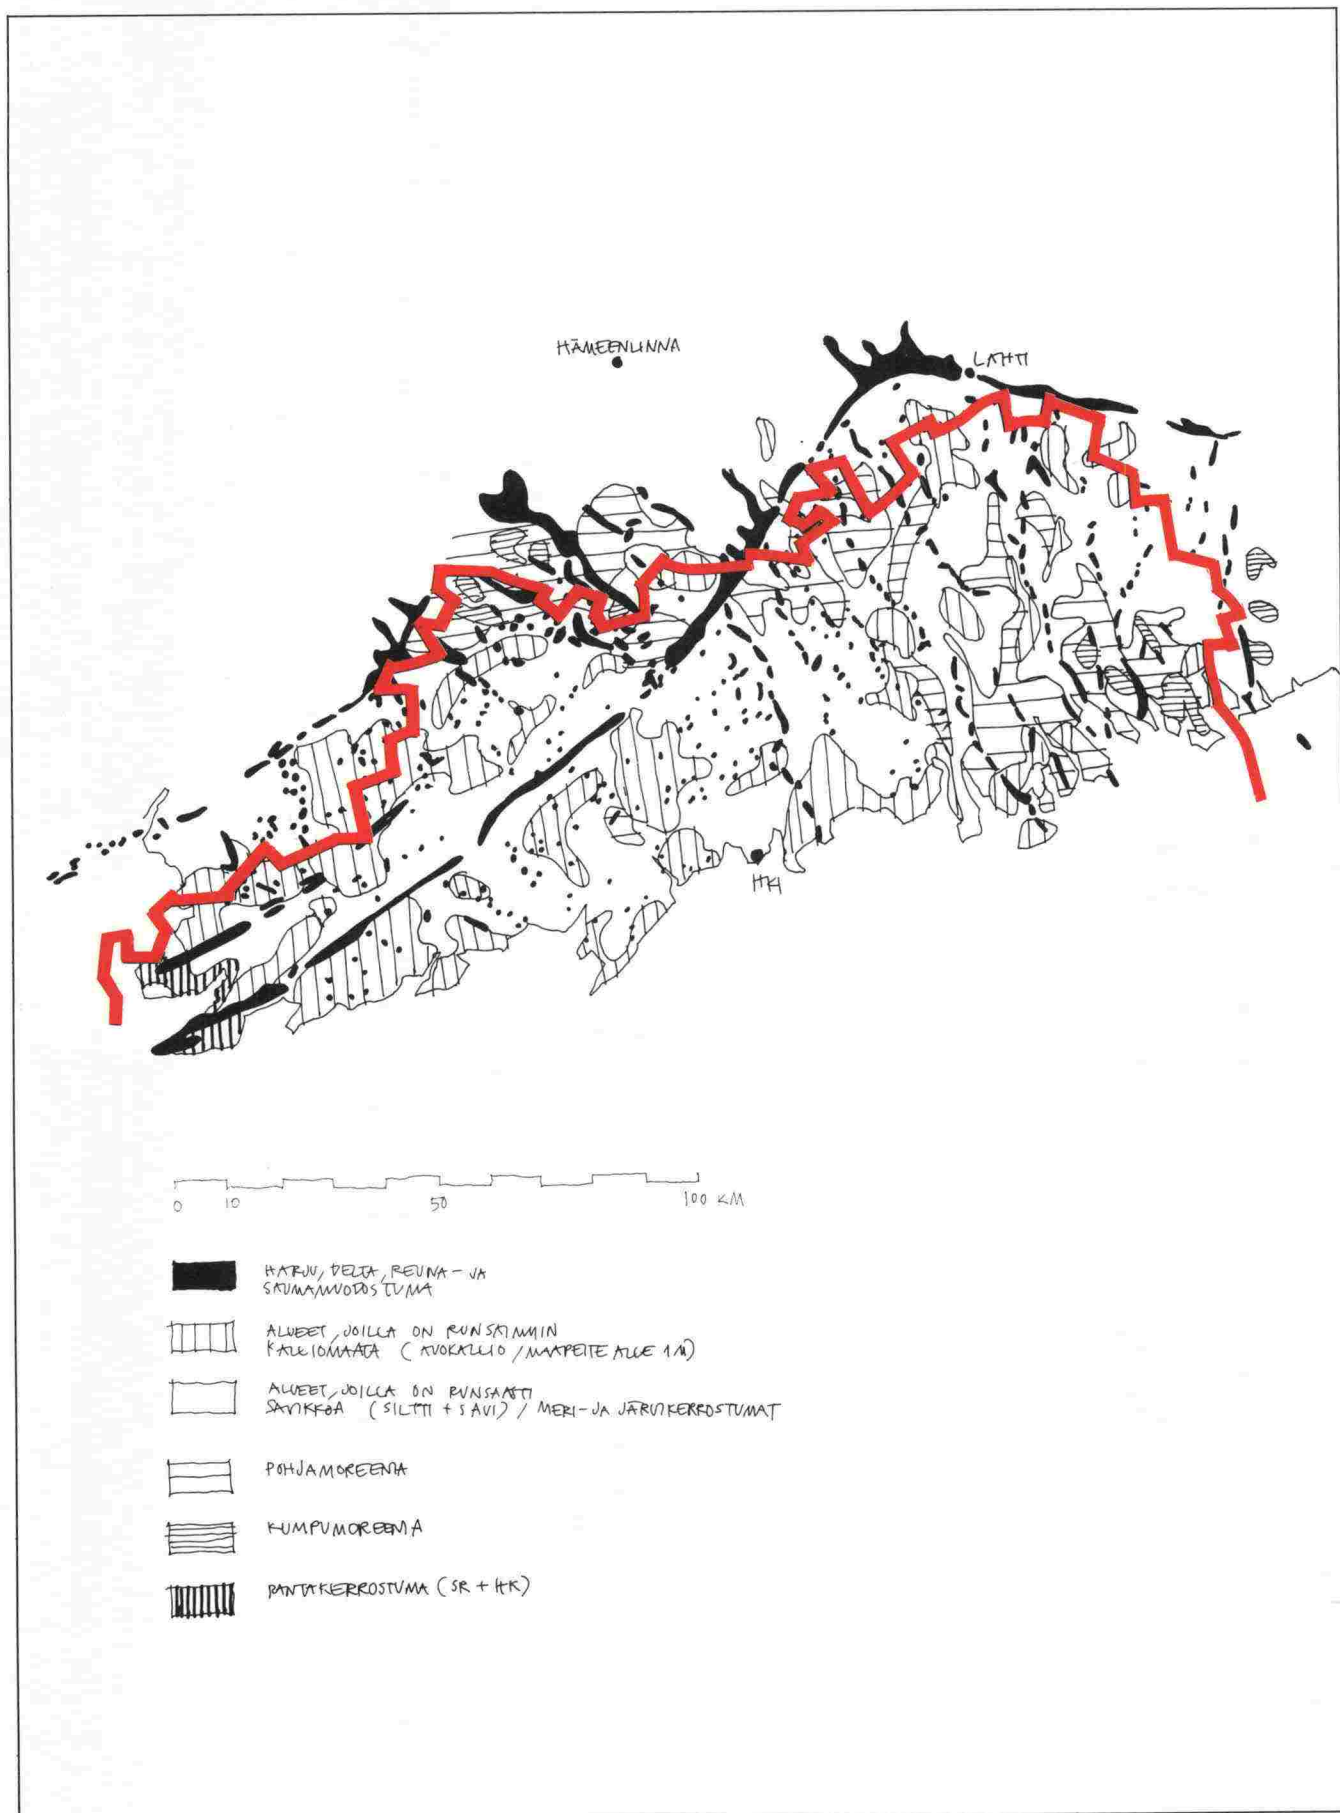 HÄMEENLINNA
LAHTI
HKI
0 10 50 100 KM
HARJU, DELTA, REUNA- JA
SAUMAMUODOSTUMA
ALUEET, JOILLA ON RUNSAIMMIN
KALLIOMAATA (AVOKALLIO / MAAPEITE ALLE 1M)
ALUEET, JOILLA ON RUNSAASTI
SAVIKKOA (SILTTI + SAVI) / MERI- JA JÄRVIKERROSTUMAT
POHJAMOREENIA
KUMPUMOREENIA
RANTAKERROSTUMA (SR + HK)